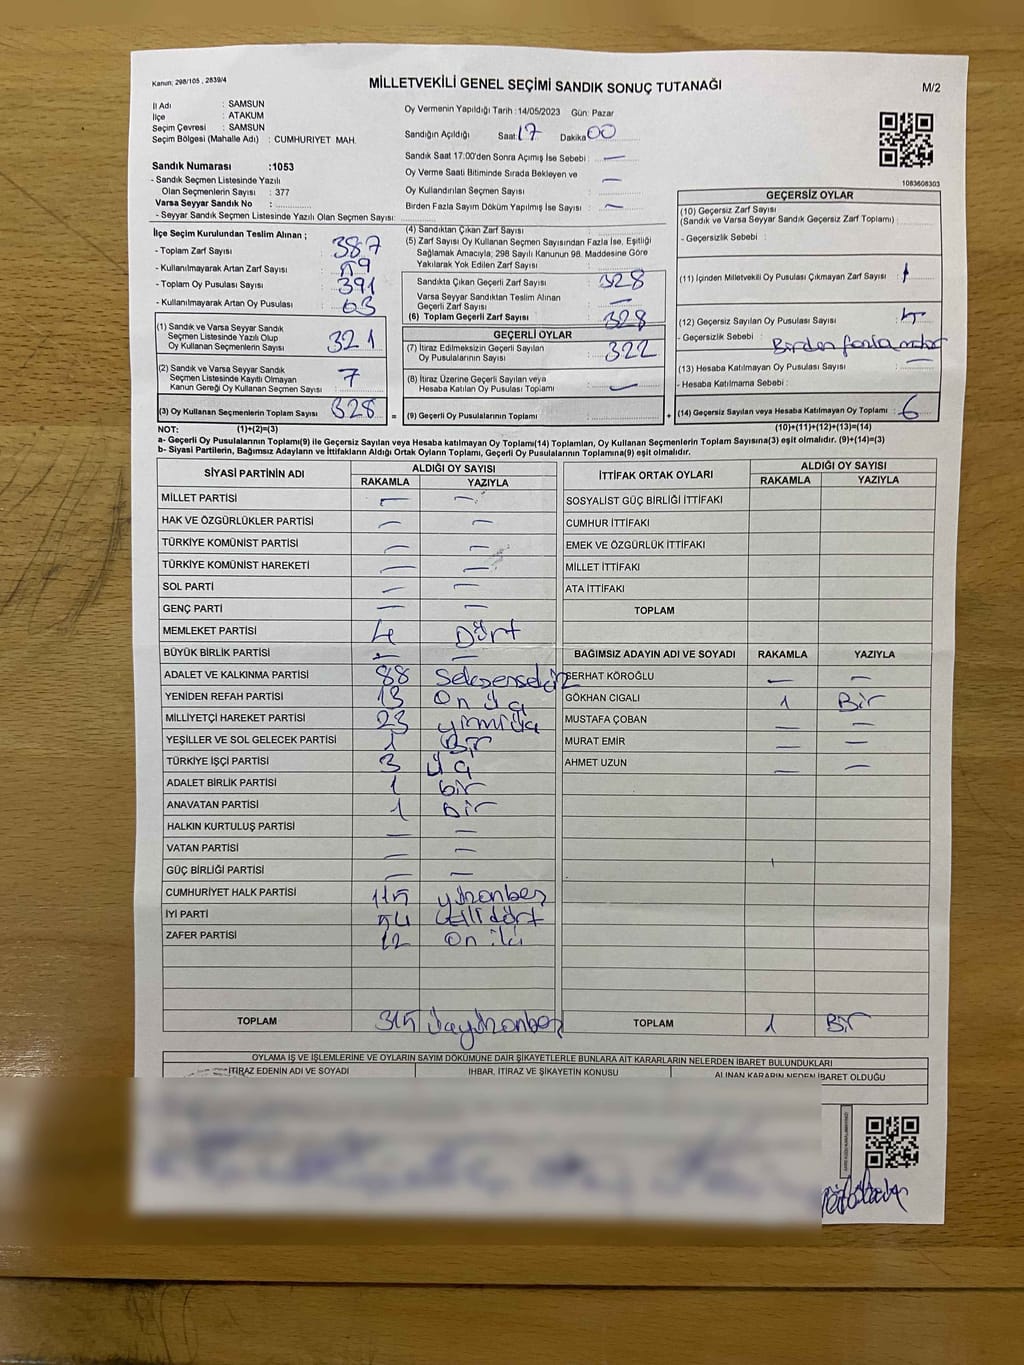 Kanun: 298/105 , 2839/4
MİLLETVEKİLİ GENEL SEÇİMİ SANDIK SONUÇ TUTANAĞI
M/2
İl Adı : SAMSUN
İlçe : ATAKUM
Seçim Çevresi : SAMSUN
Seçim Bölgesi (Mahalle Adı) : CUMHURIYET MAH.
Sandık Numarası :1053
- Sandık Seçmen Listesinde Yazılı
Olan Seçmenlerin Sayısı : 377
Varsa Seyyar Sandık No :
- Seyyar Sandık Seçmen Listesinde Yazılı Olan Seçmen Sayısı:
Oy Vermenin Yapıldığı Tarih : 14/05/2023 Gün: Pazar
Sandığın Açıldığı Saat: 17 Dakika: 00
Sandık Saat 17:00'den Sonra Açımış İse Sebebi : —
Oy Verme Saati Bitiminde Sırada Bekleyen ve
Oy Kullandırılan Seçmen Sayısı : —
Birden Fazla Sayım Döküm Yapılmış İse Sayısı : —
1083608303
İlçe Seçim Kurulundan Teslim Alınan ;
- Toplam Zarf Sayısı : 387
- Kullanılmayarak Artan Zarf Sayısı : 59
- Toplam Oy Pusulası Sayısı : 391
- Kullanılmayarak Artan Oy Pusulası : 63
(1) Sandık ve Varsa Seyyar Sandık
Seçmen Listesinde Yazılı Olup
Oy Kullanan Seçmenlerin Sayısı : 321
(2) Sandık ve Varsa Seyyar Sandık
Seçmen Listesinde Kayıtlı Olmayan
Kanun Gereği Oy Kullanan Seçmen Sayısı : 7
(3) Oy Kullanan Seçmenlerin Toplam Sayısı : 328
(1)+(2)=(3)
(4) Sandıktan Çıkan Zarf Sayısı :
(5) Zarf Sayısı Oy Kullanan Seçmen Sayısından Fazla İse, Eşitliği
Sağlamak Amacıyla; 298 Sayılı Kanunun 98. Maddesine Göre
Yakılarak Yok Edilen Zarf Sayısı :
Sandıkta Çıkan Geçerli Zarf Sayısı : 328
Varsa Seyyar Sandıktan Teslim Alınan
Geçerli Zarf Sayısı : —
(6) Toplam Geçerli Zarf Sayısı : 328
GEÇERLİ OYLAR
(7) İtiraz Edilmeksizin Geçerli Sayılan
Oy Pusulalarının Sayısı : 322
(8) İtiraz Üzerine Geçerli Sayılan veya
Hesaba Katılan Oy Pusulası Toplamı : —
= (9) Geçerli Oy Pusulalarının Toplamı : +
GEÇERSİZ OYLAR
(10) Geçersiz Zarf Sayısı
(Sandık ve Varsa Seyyar Sandık Geçersiz Zarf Toplamı) :
- Geçersizlik Sebebi ;
(11) İçinden Milletvekili Oy Pusulası Çıkmayan Zarf Sayısı : 1
(12) Geçersiz Sayılan Oy Pusulası Sayısı : 5
- Geçersizlik Sebebi : Birden fazla mühür
(13) Hesaba Katılmayan Oy Pusulası Sayısı : —
- Hesaba Katılmama Sebebi :
(14) Geçersiz Sayılan veya Hesaba Katılmayan Oy Toplamı : 6
(10)+(11)+(12)+(13)=(14)
NOT:
a- Geçerli Oy Pusulalarının Toplamı(9) ile Geçersiz Sayılan veya Hesaba katılmayan Oy Toplamı(14) Toplamları, Oy Kullanan Seçmenlerin Toplam Sayısına(3) eşit olmalıdır. (9)+(14)=(3)
b- Siyasi Partilerin, Bağımsız Adayların ve İttifakların Aldığı Ortak Oyların Toplamı, Geçerli Oy Pusulalarının Toplamına(9) eşit olmalıdır.
SİYASİ PARTİNİN ADI ALDIĞI OY SAYISI
RAKAMLA YAZIYLA
MİLLET PARTİSİ — —
HAK VE ÖZGÜRLÜKLER PARTİSİ — —
TÜRKİYE KOMÜNİST PARTİSİ — —
TÜRKİYE KOMÜNİST HAREKETİ — —
SOL PARTİ — —
GENÇ PARTİ — —
MEMLEKET PARTİSİ 4 Dört
BÜYÜK BİRLİK PARTİSİ — —
ADALET VE KALKINMA PARTİSİ 88 Seksensekiz
YENİDEN REFAH PARTİSİ 13 On üç
MİLLİYETÇİ HAREKET PARTİSİ 23 yirmiüç
YEŞİLLER VE SOL GELECEK PARTİSİ 1 Bir
TÜRKİYE İŞÇİ PARTİSİ 3 üç
ADALET BİRLİK PARTİSİ 1 bir
ANAVATAN PARTİSİ 1 Bir
HALKIN KURTULUŞ PARTİSİ — —
VATAN PARTİSİ — —
GÜÇ BİRLİĞİ PARTİSİ — —
CUMHURİYET HALK PARTİSİ 115 yüzonbeş
İYİ PARTİ 54 elli dört
ZAFER PARTİSİ 12 On iki
TOPLAM 315 üçyüzonbeş
İTTİFAK ORTAK OYLARI ALDIĞI OY SAYISI
RAKAMLA YAZIYLA
SOSYALIST GÜÇ BİRLİĞİ İTTİFAKI
CUMHUR İTTİFAKI
EMEK VE ÖZGÜRLÜK İTTİFAKI
MİLLET İTTİFAKI
ATA İTTİFAKI
TOPLAM
BAĞIMSIZ ADAYIN ADI VE SOYADI RAKAMLA YAZIYLA
SERHAT KÖROĞLU — —
GÖKHAN CIGALI 1 Bir
MUSTAFA ÇOBAN — —
MURAT EMİR — —
AHMET UZUN — —
TOPLAM 1 Bir
OYLAMA İŞ VE İŞLEMLERİNE VE OYLARIN SAYIM DÖKÜMÜNE DAİR ŞİKAYETLERLE BUNLARA AİT KARARLARIN NELERDEN İBARET BULUNDUKLARI
İTİRAZ EDENİN ADI VE SOYADI İHBAR, İTİRAZ VE ŞİKAYETİN KONUSU ALINAN KARARIN NEDEN İBARET OLDUĞU